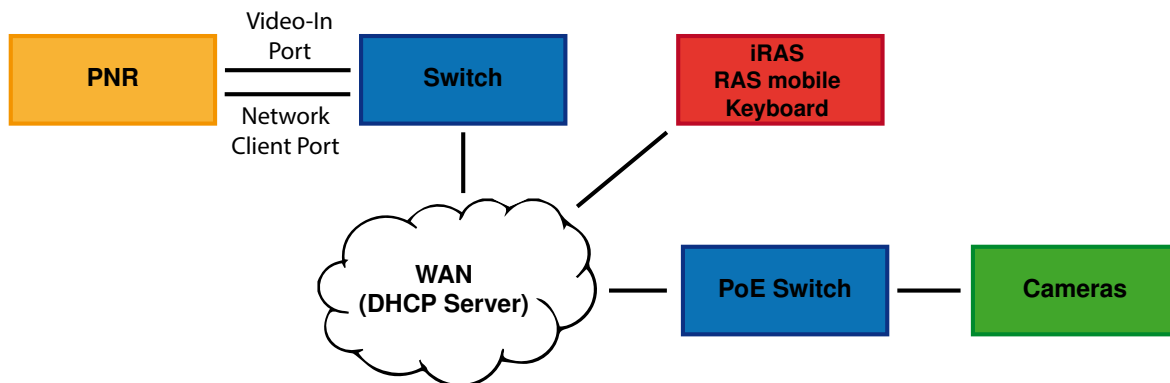 Video-In
Port
PNR
Switch
Network
Client Port
iRAS
RAS mobile
Keyboard
WAN
(DHCP Server)
PoE Switch
Cameras